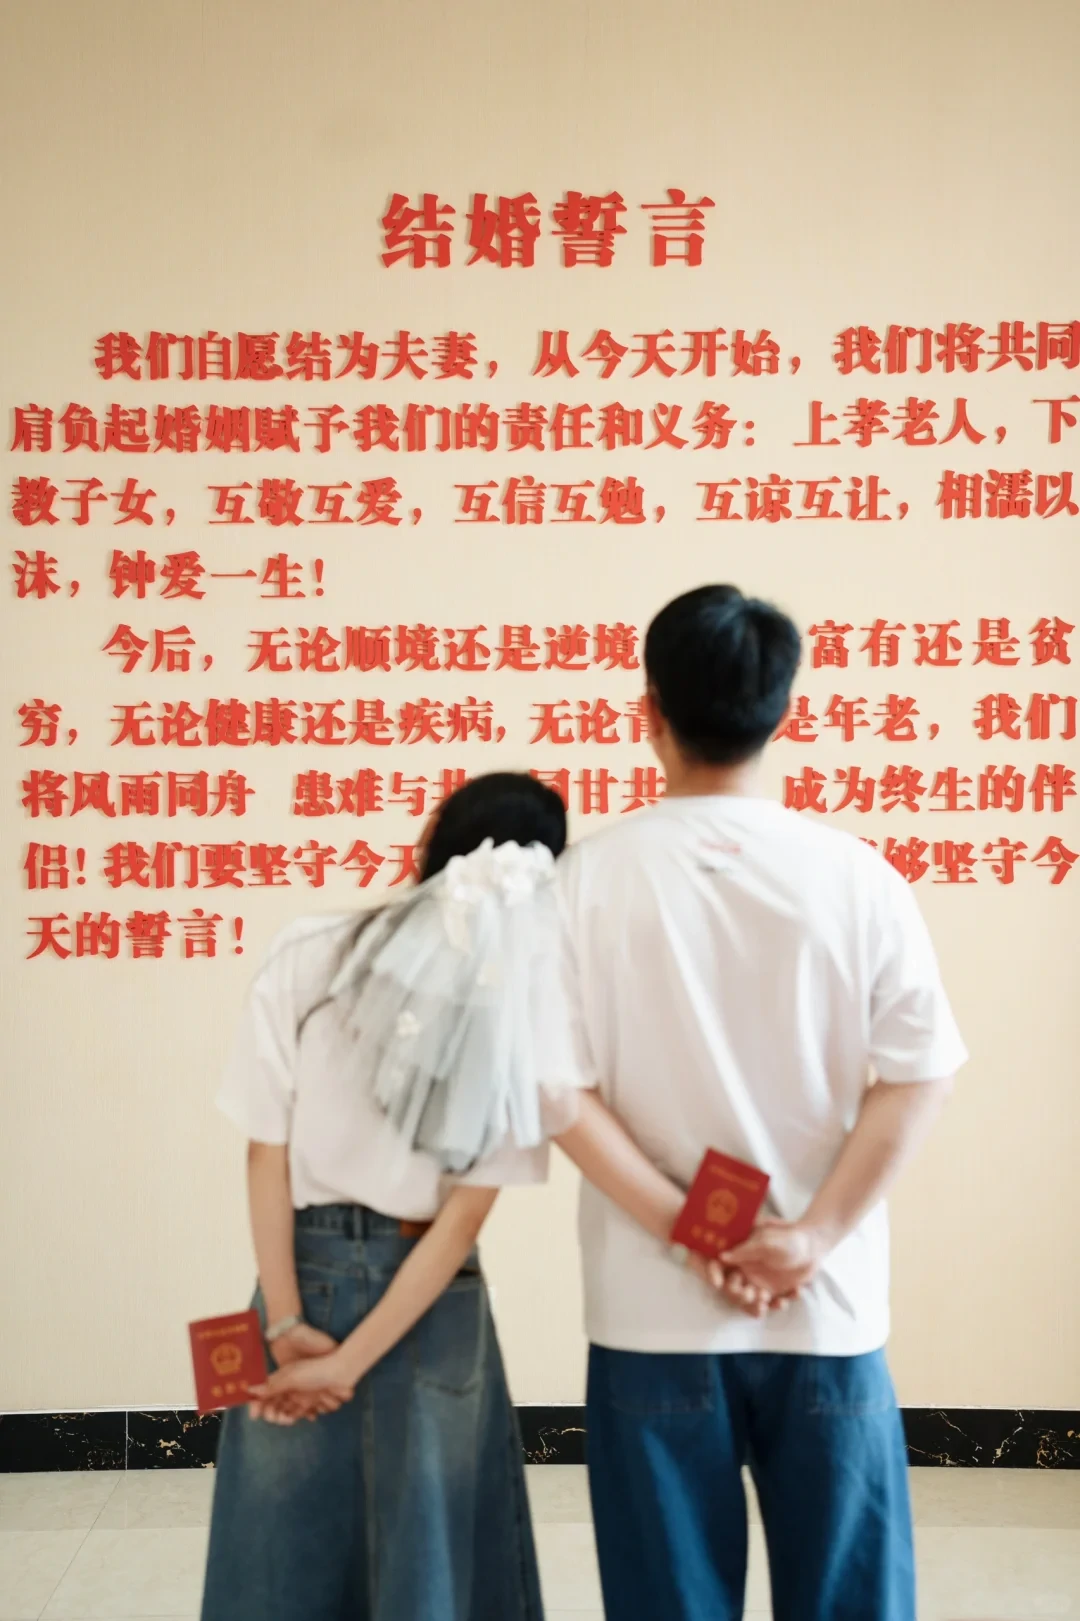 结婚誓言
我们自愿结为夫妻，从今天开始，我们将共同
肩负起婚姻赋予我们的责任和义务：上孝老人，下
教子女，互敬互爱，互信互勉，互谅互让，相濡以
沫，钟爱一生！
今后，无论顺境还是逆境 富有还是贫
穷，无论健康还是疾病，无论青 是年老，我们
将风雨同舟 患难与共 同甘共 成为终生的伴
侣！我们要坚守今天 够坚守今
天的誓言！